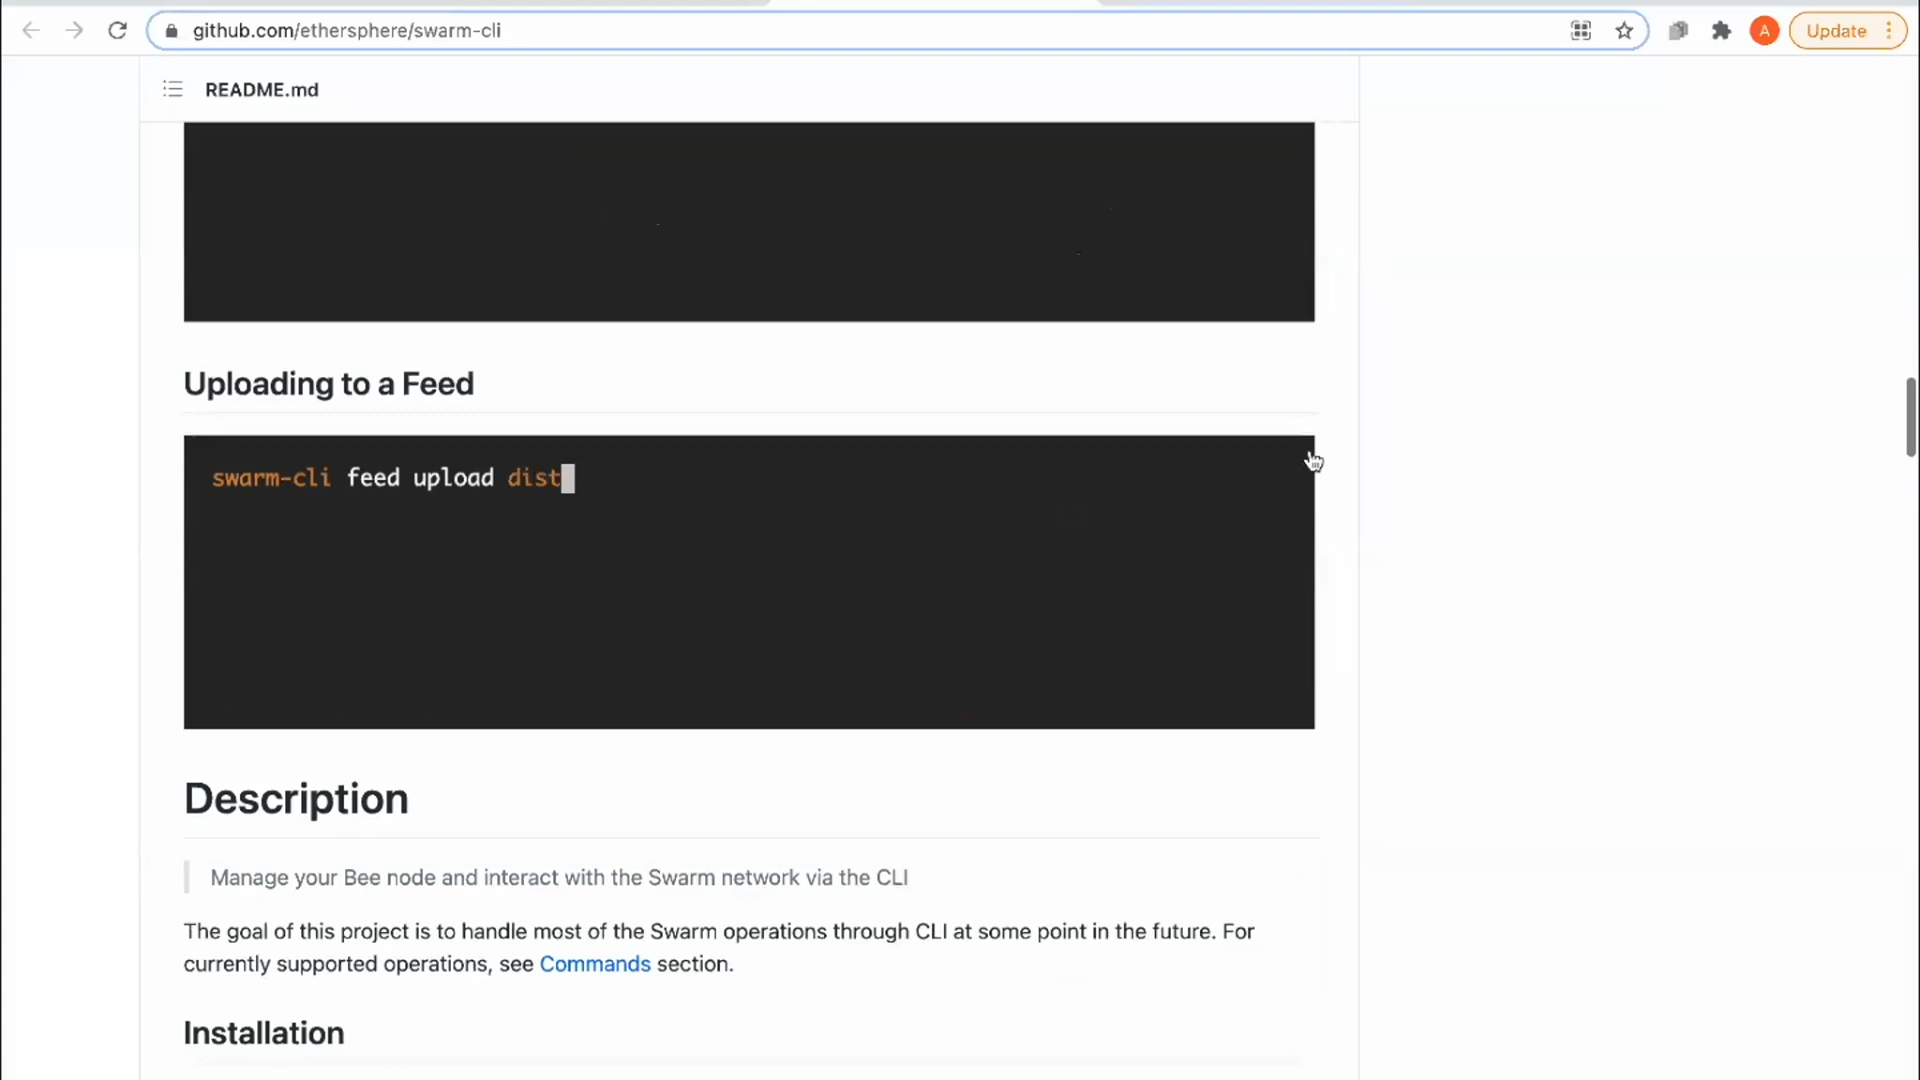 github.com/ethersphere/swarm-cli
A
Update
README.md
Uploading to a Feed
swarm-cli feed upload dist
Description
Manage your Bee node and interact with the Swarm network via the CLI
The goal of this project is to handle most of the Swarm operations through CLI at some point in the future. For
currently supported operations, see Commands section.
Installation